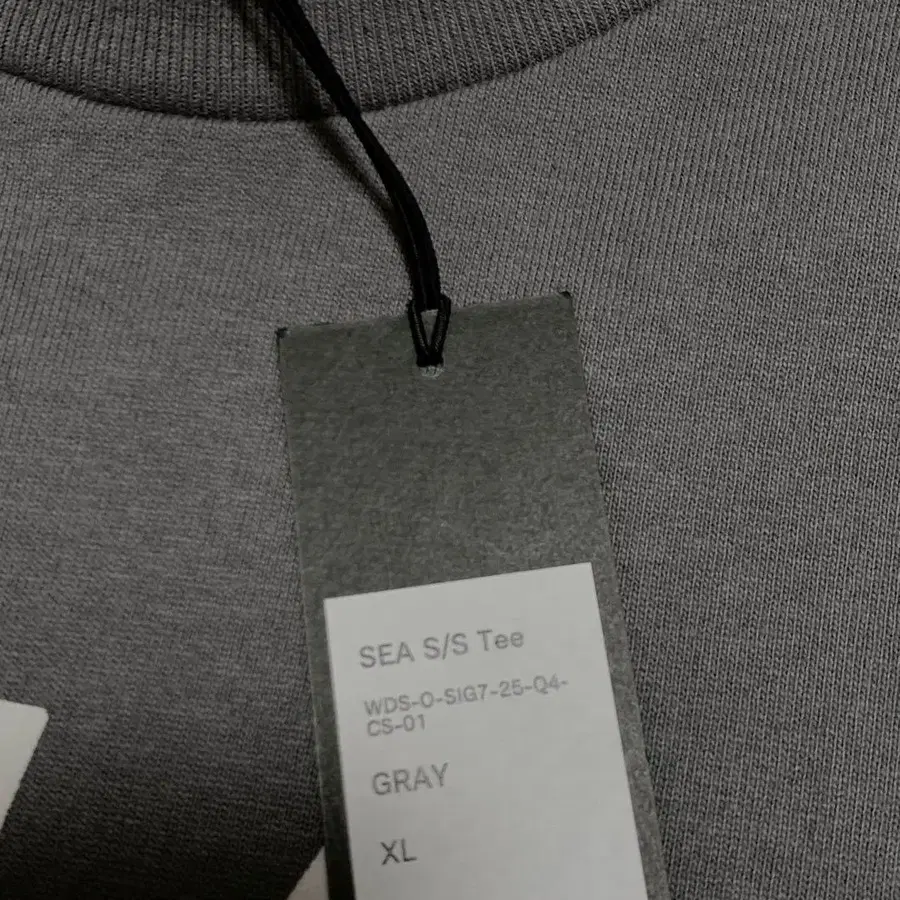 SEA S/S Tee
WDS-O-SIG7-25-Q4-
CS-01
GRAY
XL